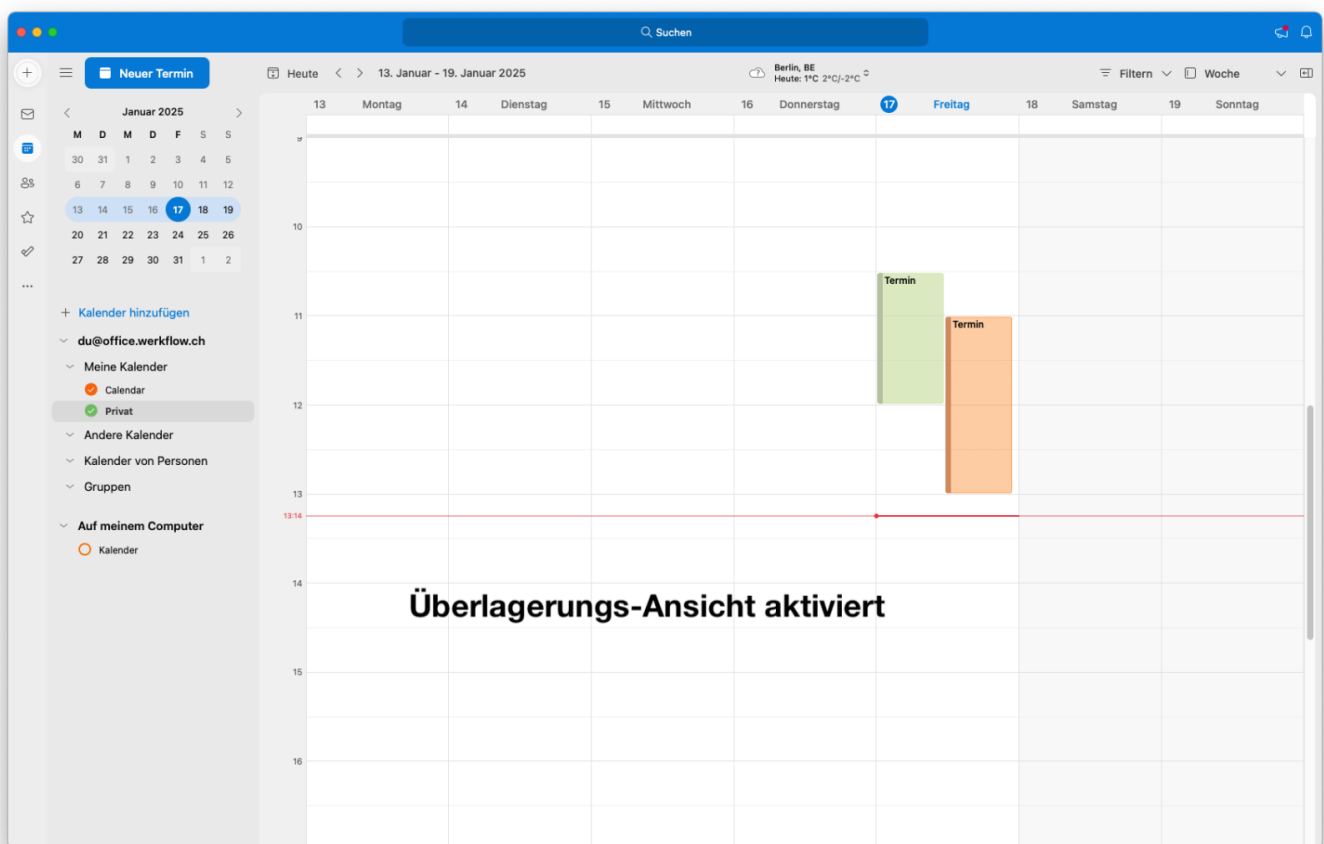 Suchen
Neuer Termin
Heute
13. Januar - 19. Januar 2025
Berlin, BE
Heute: 1°C 2°C/-2°C
Filtern
Woche
Januar 2025
M D M D F S S
30 31 1 2 3 4 5
6 7 8 9 10 11 12
13 14 15 16 17 18 19
20 21 22 23 24 25 26
27 28 29 30 31 1 2
+ Kalender hinzufügen
du@office.werkflow.ch
Meine Kalender
Calendar
Privat
Andere Kalender
Kalender von Personen
Gruppen
Auf meinem Computer
Kalender
13 Montag 14 Dienstag 15 Mittwoch 16 Donnerstag 17 Freitag 18 Samstag 19 Sonntag
10
Termin
11
Termin
12
13
13:14
14
Überlagerungs-Ansicht aktiviert
15
16